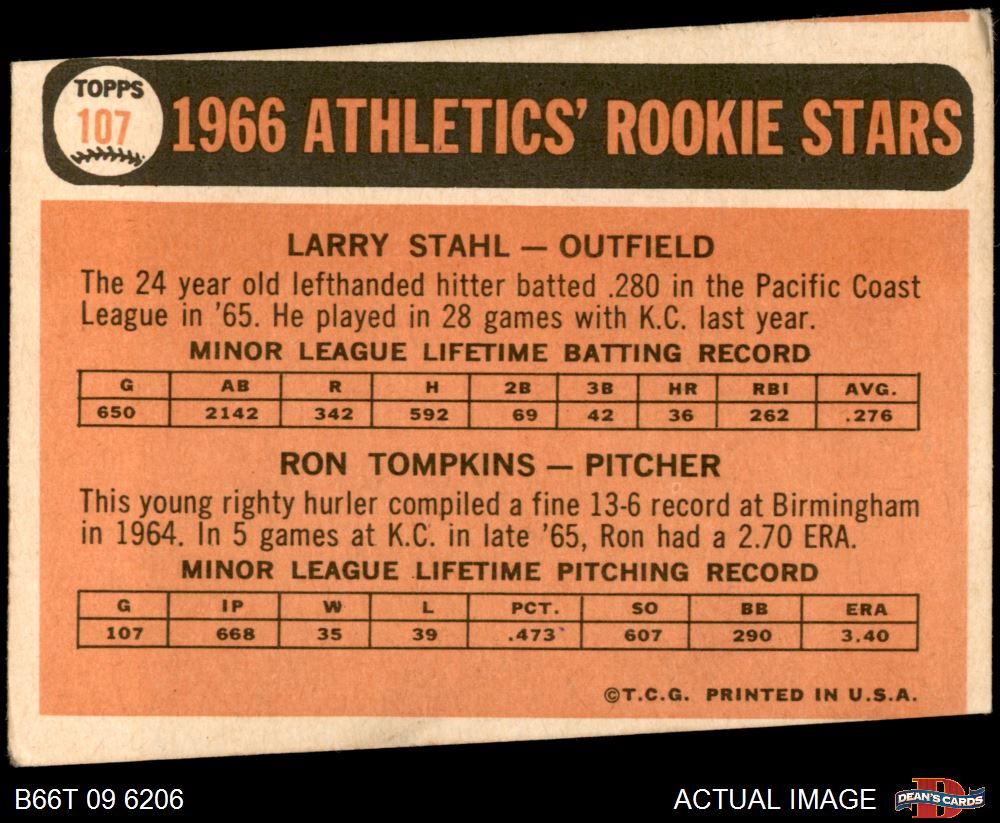 TOPPS
107
1966 ATHLETICS' ROOKIE STARS
LARRY STAHL — OUTFIELD
The 24 year old lefthanded hitter batted .280 in the Pacific Coast
League in '65. He played in 28 games with K.C. last year.
MINOR LEAGUE LIFETIME BATTING RECORD
G AB R H 2B 3B HR RBI AVG.
650 2142 342 592 69 42 36 262 .276
RON TOMPKINS — PITCHER
This young righty hurler compiled a fine 13-6 record at Birmingham
in 1964. In 5 games at K.C. in late '65, Ron had a 2.70 ERA.
MINOR LEAGUE LIFETIME PITCHING RECORD
G IP W L PCT. SO BB ERA
107 668 35 39 .473 607 290 3.40
©T.C.G. PRINTED IN U.S.A.
B66T 09 6206
ACTUAL IMAGE
D
DEAN'S CARDS